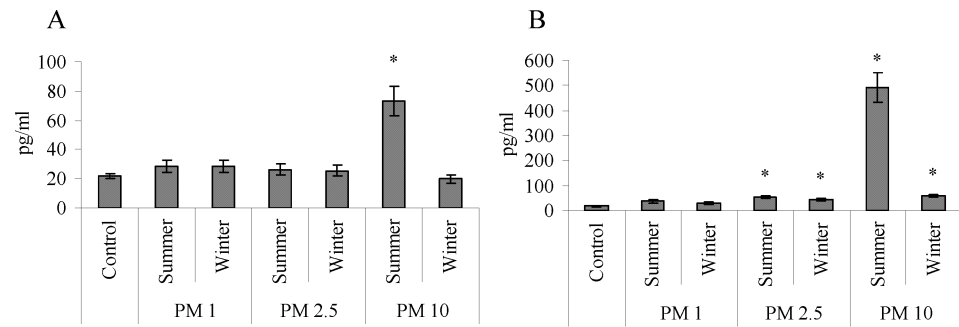 A
100
80
60
40
20
0
pg/ml
*
Control
Summer
Winter
Summer
Winter
Summer
Winter
PM 1
PM 2.5
PM 10
B
600
500
400
300
200
100
0
pg/ml
*
*
*
*
Control
Summer
Winter
Summer
Winter
Summer
Winter
PM 1
PM 2.5
PM 10